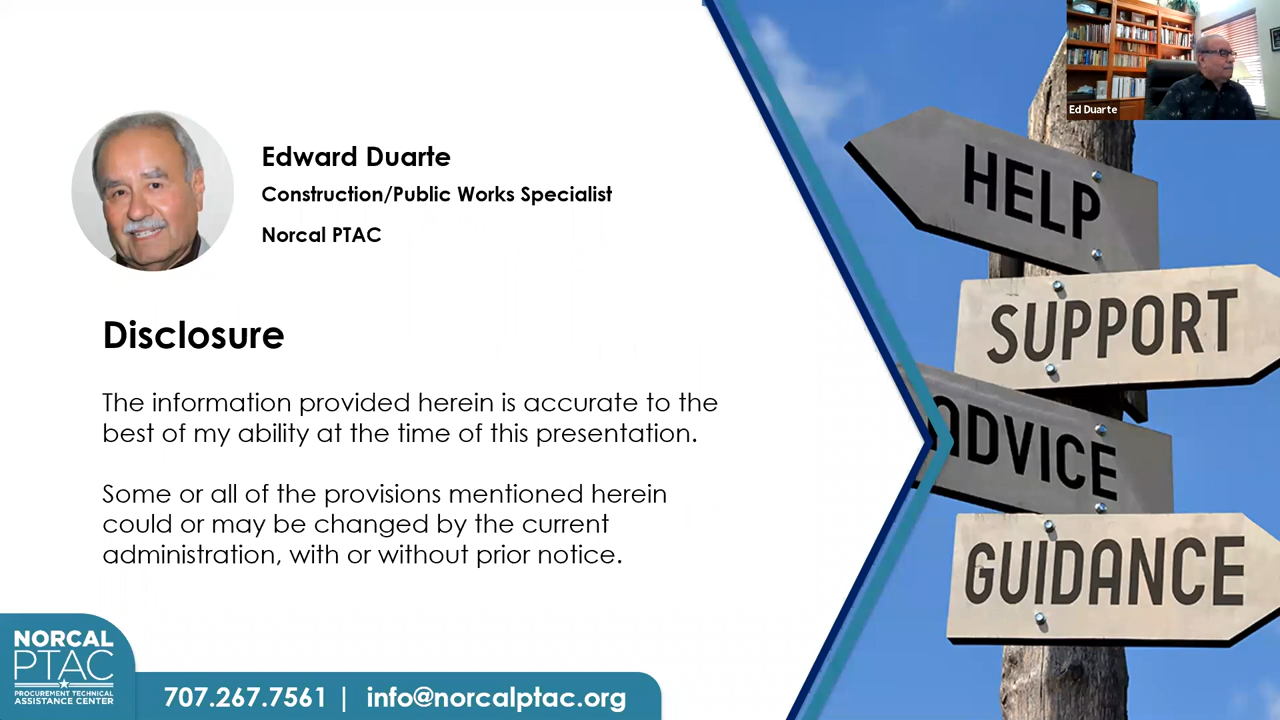 Edward Duarte
Construction/Public Works Specialist
Norcal PTAC
Disclosure
The information provided herein is accurate to the
best of my ability at the time of this presentation.
Some or all of the provisions mentioned herein
could or may be changed by the current
administration, with or without prior notice.
NORCAL
PTAC
PROCUREMENT TECHNICAL
ASSISTANCE CENTER
707.267.7561 | info@norcalptac.org
Ed Duarte
HELP
SUPPORT
ADVICE
GUIDANCE